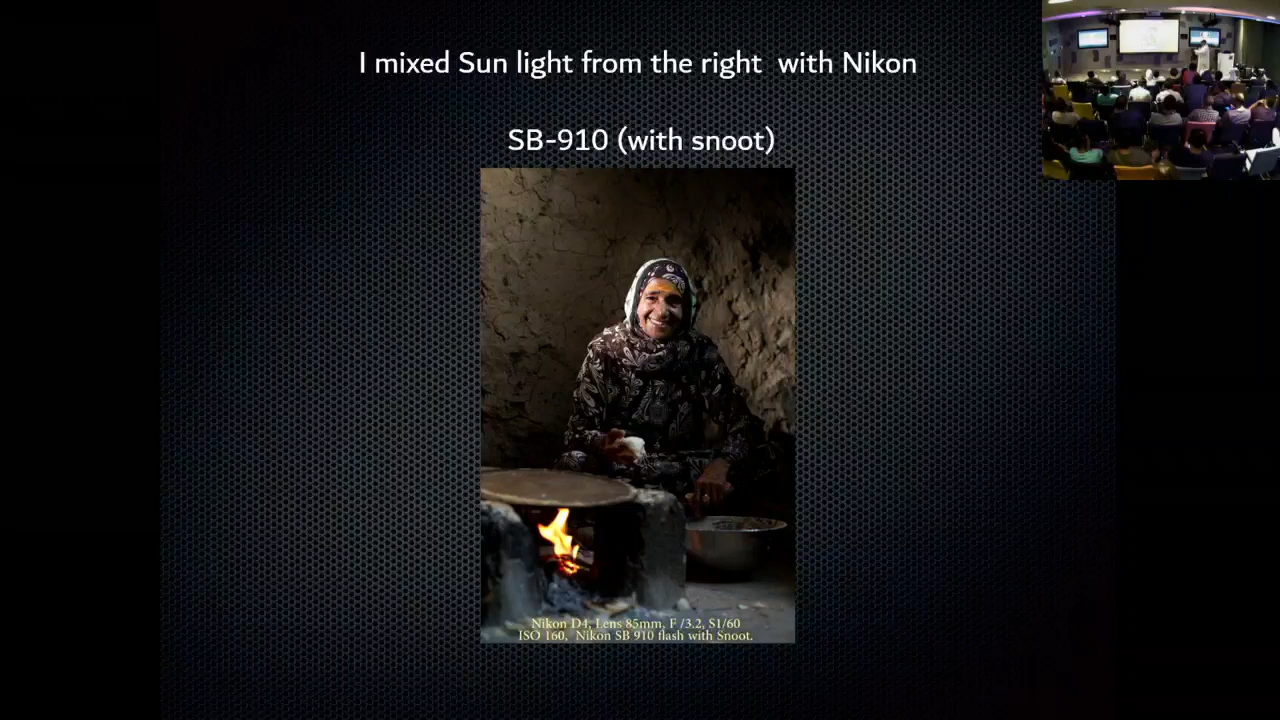 I mixed Sun light from the right  with Nikon
SB-910 (with snoot)
Nikon D4, Lens 85mm, F /3.2, S1/60
ISO 160,  Nikon SB 910 flash with Snoot.